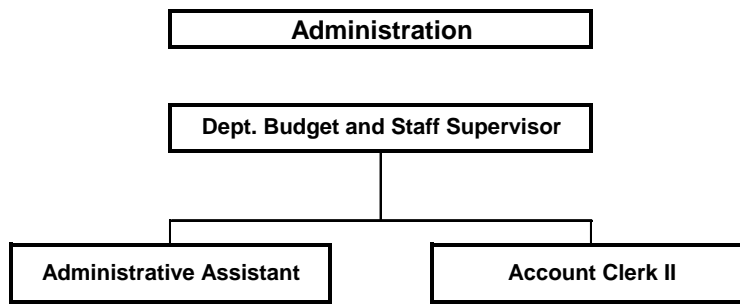 Administration
Dept. Budget and Staff Supervisor
Administrative Assistant
Account Clerk II